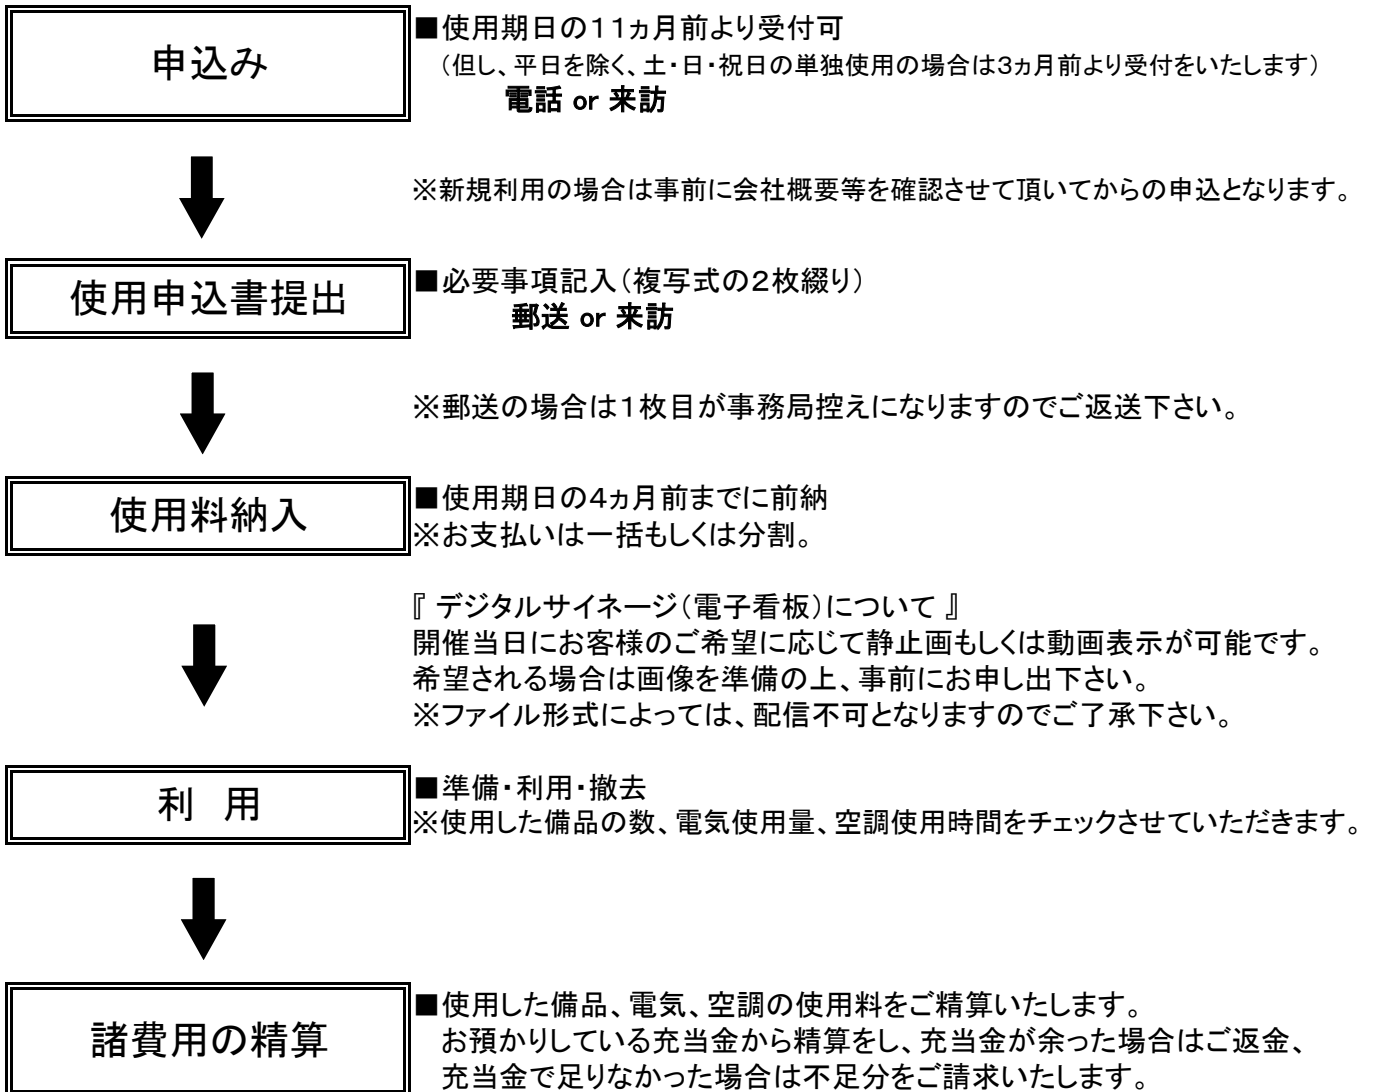 申込み
■使用期日の11ヵ月前より受付可
（但し、平日を除く、土・日・祝日の単独使用の場合は3ヵ月前より受付をいたします）
電話 or 来訪
※新規利用の場合は事前に会社概要等を確認させて頂いてからの申込となります。
使用申込書提出
■必要事項記入（複写式の2枚綴り）
郵送 or 来訪
※郵送の場合は1枚目が事務局控えになりますのでご返送下さい。
使用料納入
■使用期日の4ヵ月前までに前納
※お支払いは一括もしくは分割。
『 デジタルサイネージ（電子看板）について 』
開催当日にお客様のご希望に応じて静止画もしくは動画表示が可能です。
希望される場合は画像を準備の上、事前にお申し出下さい。
※ファイル形式によっては、配信不可となりますのでご了承下さい。
利　用
■準備・利用・撤去
※使用した備品の数、電気使用量、空調使用時間をチェックさせていただきます。
諸費用の精算
■使用した備品、電気、空調の使用料をご精算いたします。
お預かりしている充当金から精算をし、充当金が余った場合はご返金、
充当金で足りなかった場合は不足分をご請求いたします。